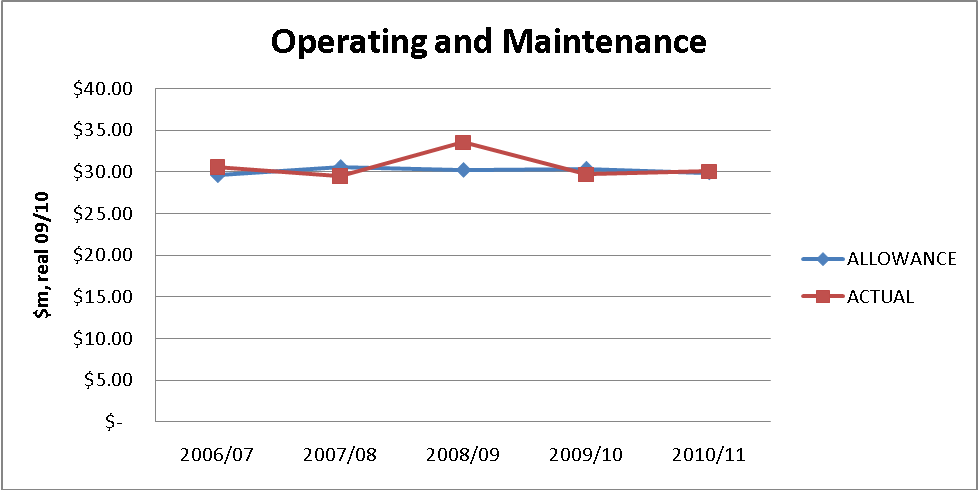 Operating and Maintenance
$40.00
$35.00
$30.00
$25.00
$20.00
$15.00
$10.00
$5.00
$-
$m, real 09/10
2006/07 2007/08 2008/09 2009/10 2010/11
ALLOWANCE
ACTUAL